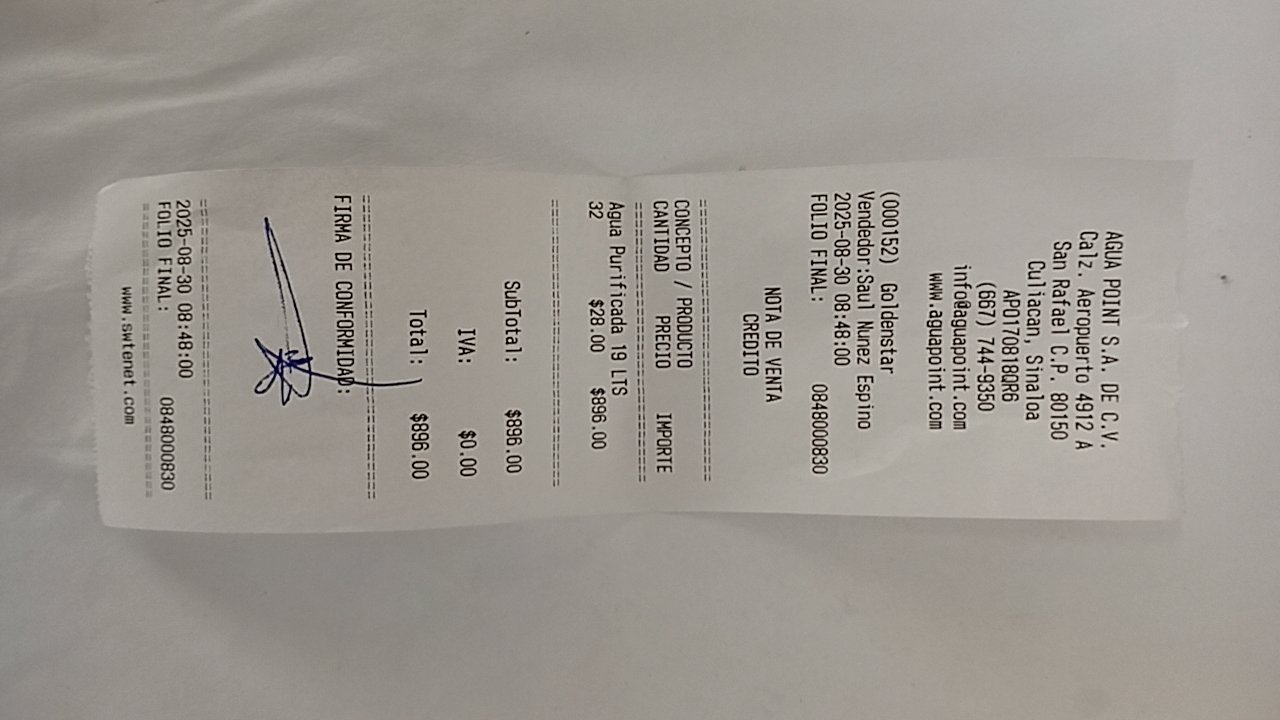 AGUA POINT S.A. DE C.V.
Calz. Aeropuerto 4912 A
San Rafael C.P. 80150
Culiacan, Sinaloa
APO170818QR6
(667) 744-9350
info@aguapoint.com
www.aguapoint.com
(000152) Goldenstar
Vendedor:Saul Nunez Espino
2025-08-30 08:48:00
FOLIO FINAL: 0848000830
NOTA DE VENTA
CREDITO
CONCEPTO / PRODUCTO
CANTIDAD PRECIO IMPORTE
Agua Purificada 19 LTS
32 $28.00 $896.00
SubTotal: $896.00
IVA: $0.00
Total: $896.00
FIRMA DE CONFORMIDAD:
2025-08-30 08:48:00
FOLIO FINAL: 0848000830
www.swtenet.com